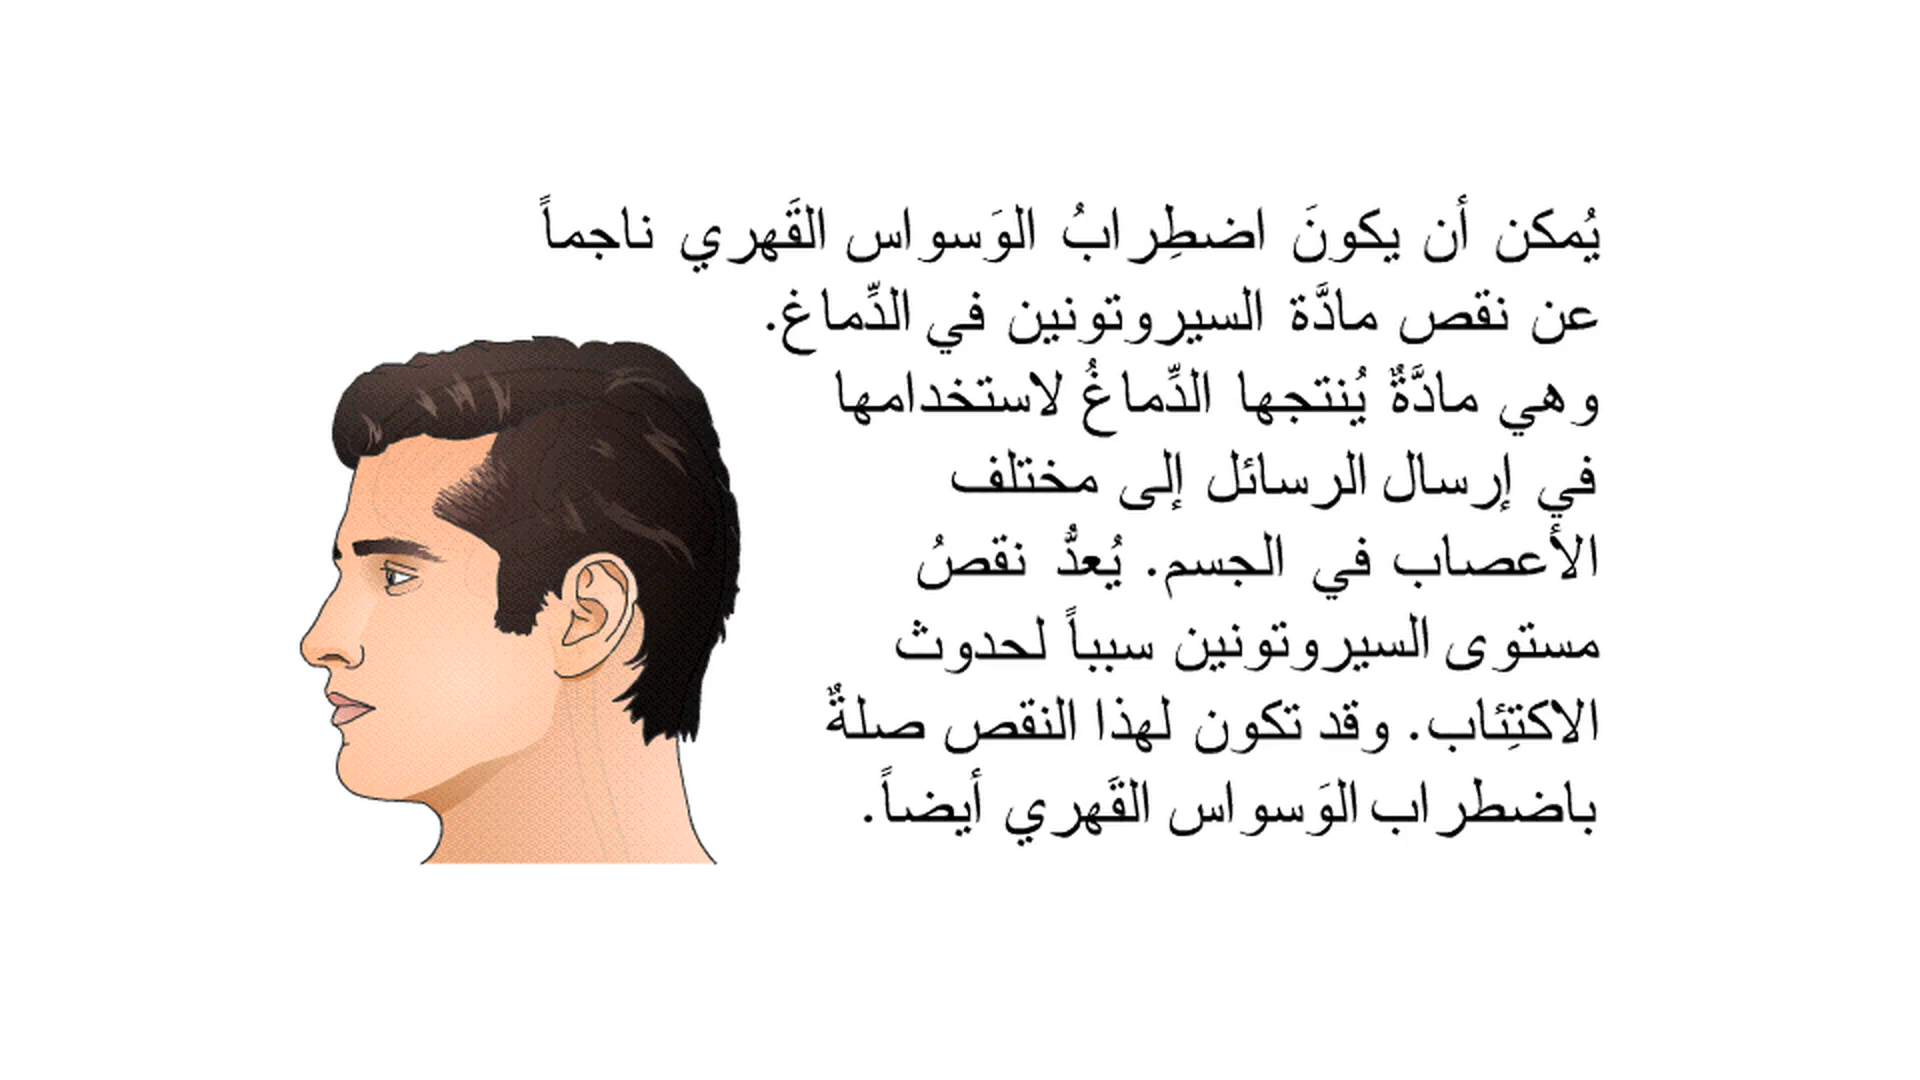 يُمكن أن يكونَ اضطِرابُ الوَسواس القَهري ناجماً
عن نقص مادَّة السيروتونين في الدِّماغ.
وهي مادَّةٌ يُنتجها الدِّماغُ لاستخدامها
في إرسال الرسائل إلى مختلف
الأعصاب في الجسم. يُعدُّ نقصُ
مستوى السيروتونين سبباً لحدوث
الاكتِئاب. وقد تكون لهذا النقص صلةٌ
باضطراب الوَسواس القَهري أيضاً.